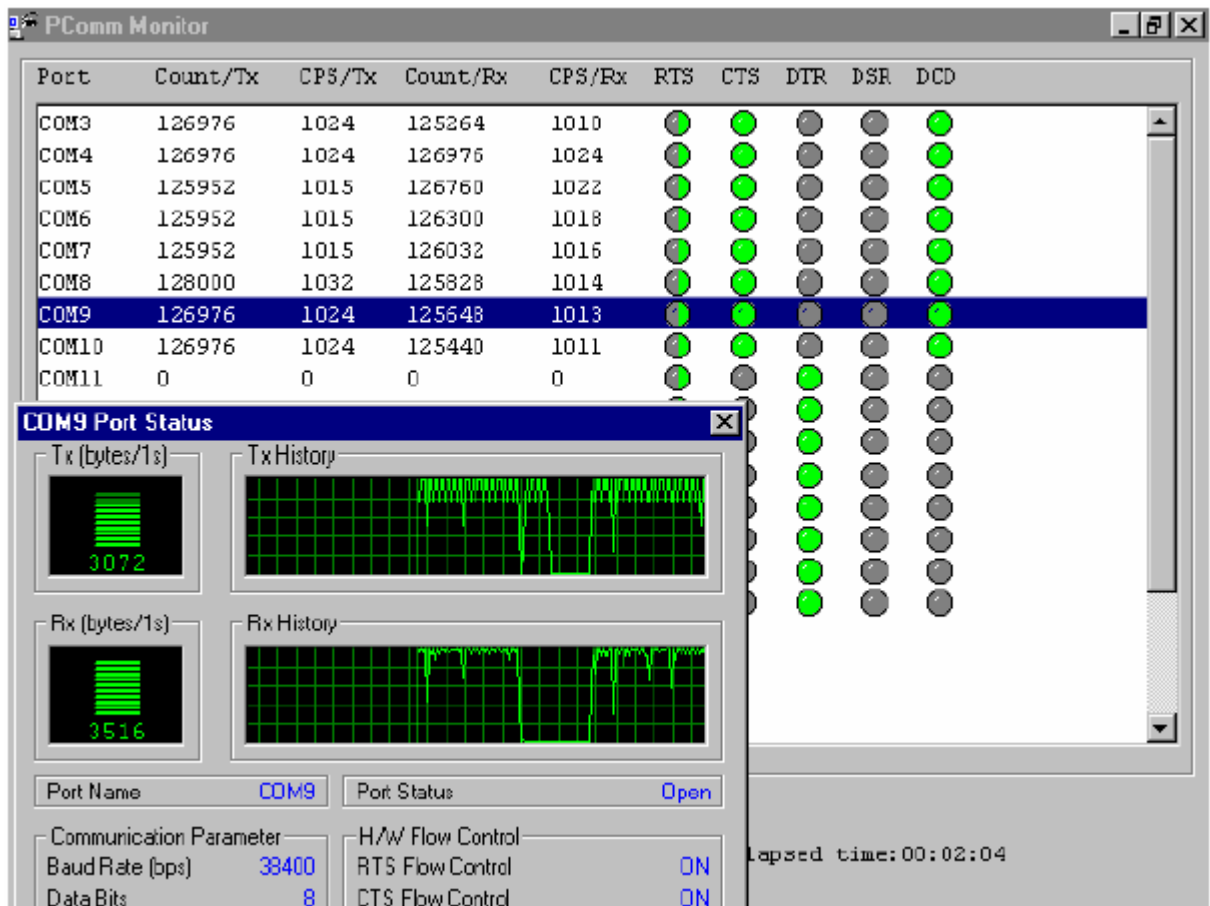 PComm Monitor
Port Count/Tx CPS/Tx Count/Rx CPS/Rx RTS CTS DTR DSR DCD
COM3 126976 1024 125264 1010
COM4 126976 1024 126976 1024
COM5 125952 1015 126760 1022
COM6 125952 1015 126300 1018
COM7 125952 1015 126032 1016
COM8 128000 1032 125828 1014
COM9 126976 1024 125648 1013
COM10 126976 1024 125440 1011
COM11 0 0 0 0
COM9 Port Status
Tx (bytes/1s) Tx History
3072
Rx (bytes/1s) Rx History
3516
Port Name COM9 Port Status Open
Communication Parameter H/W Flow Control
Baud Rate (bps) 38400 RTS Flow Control ON
lapsed time:00:02:04
Data Bits 8 CTS Flow Control ON